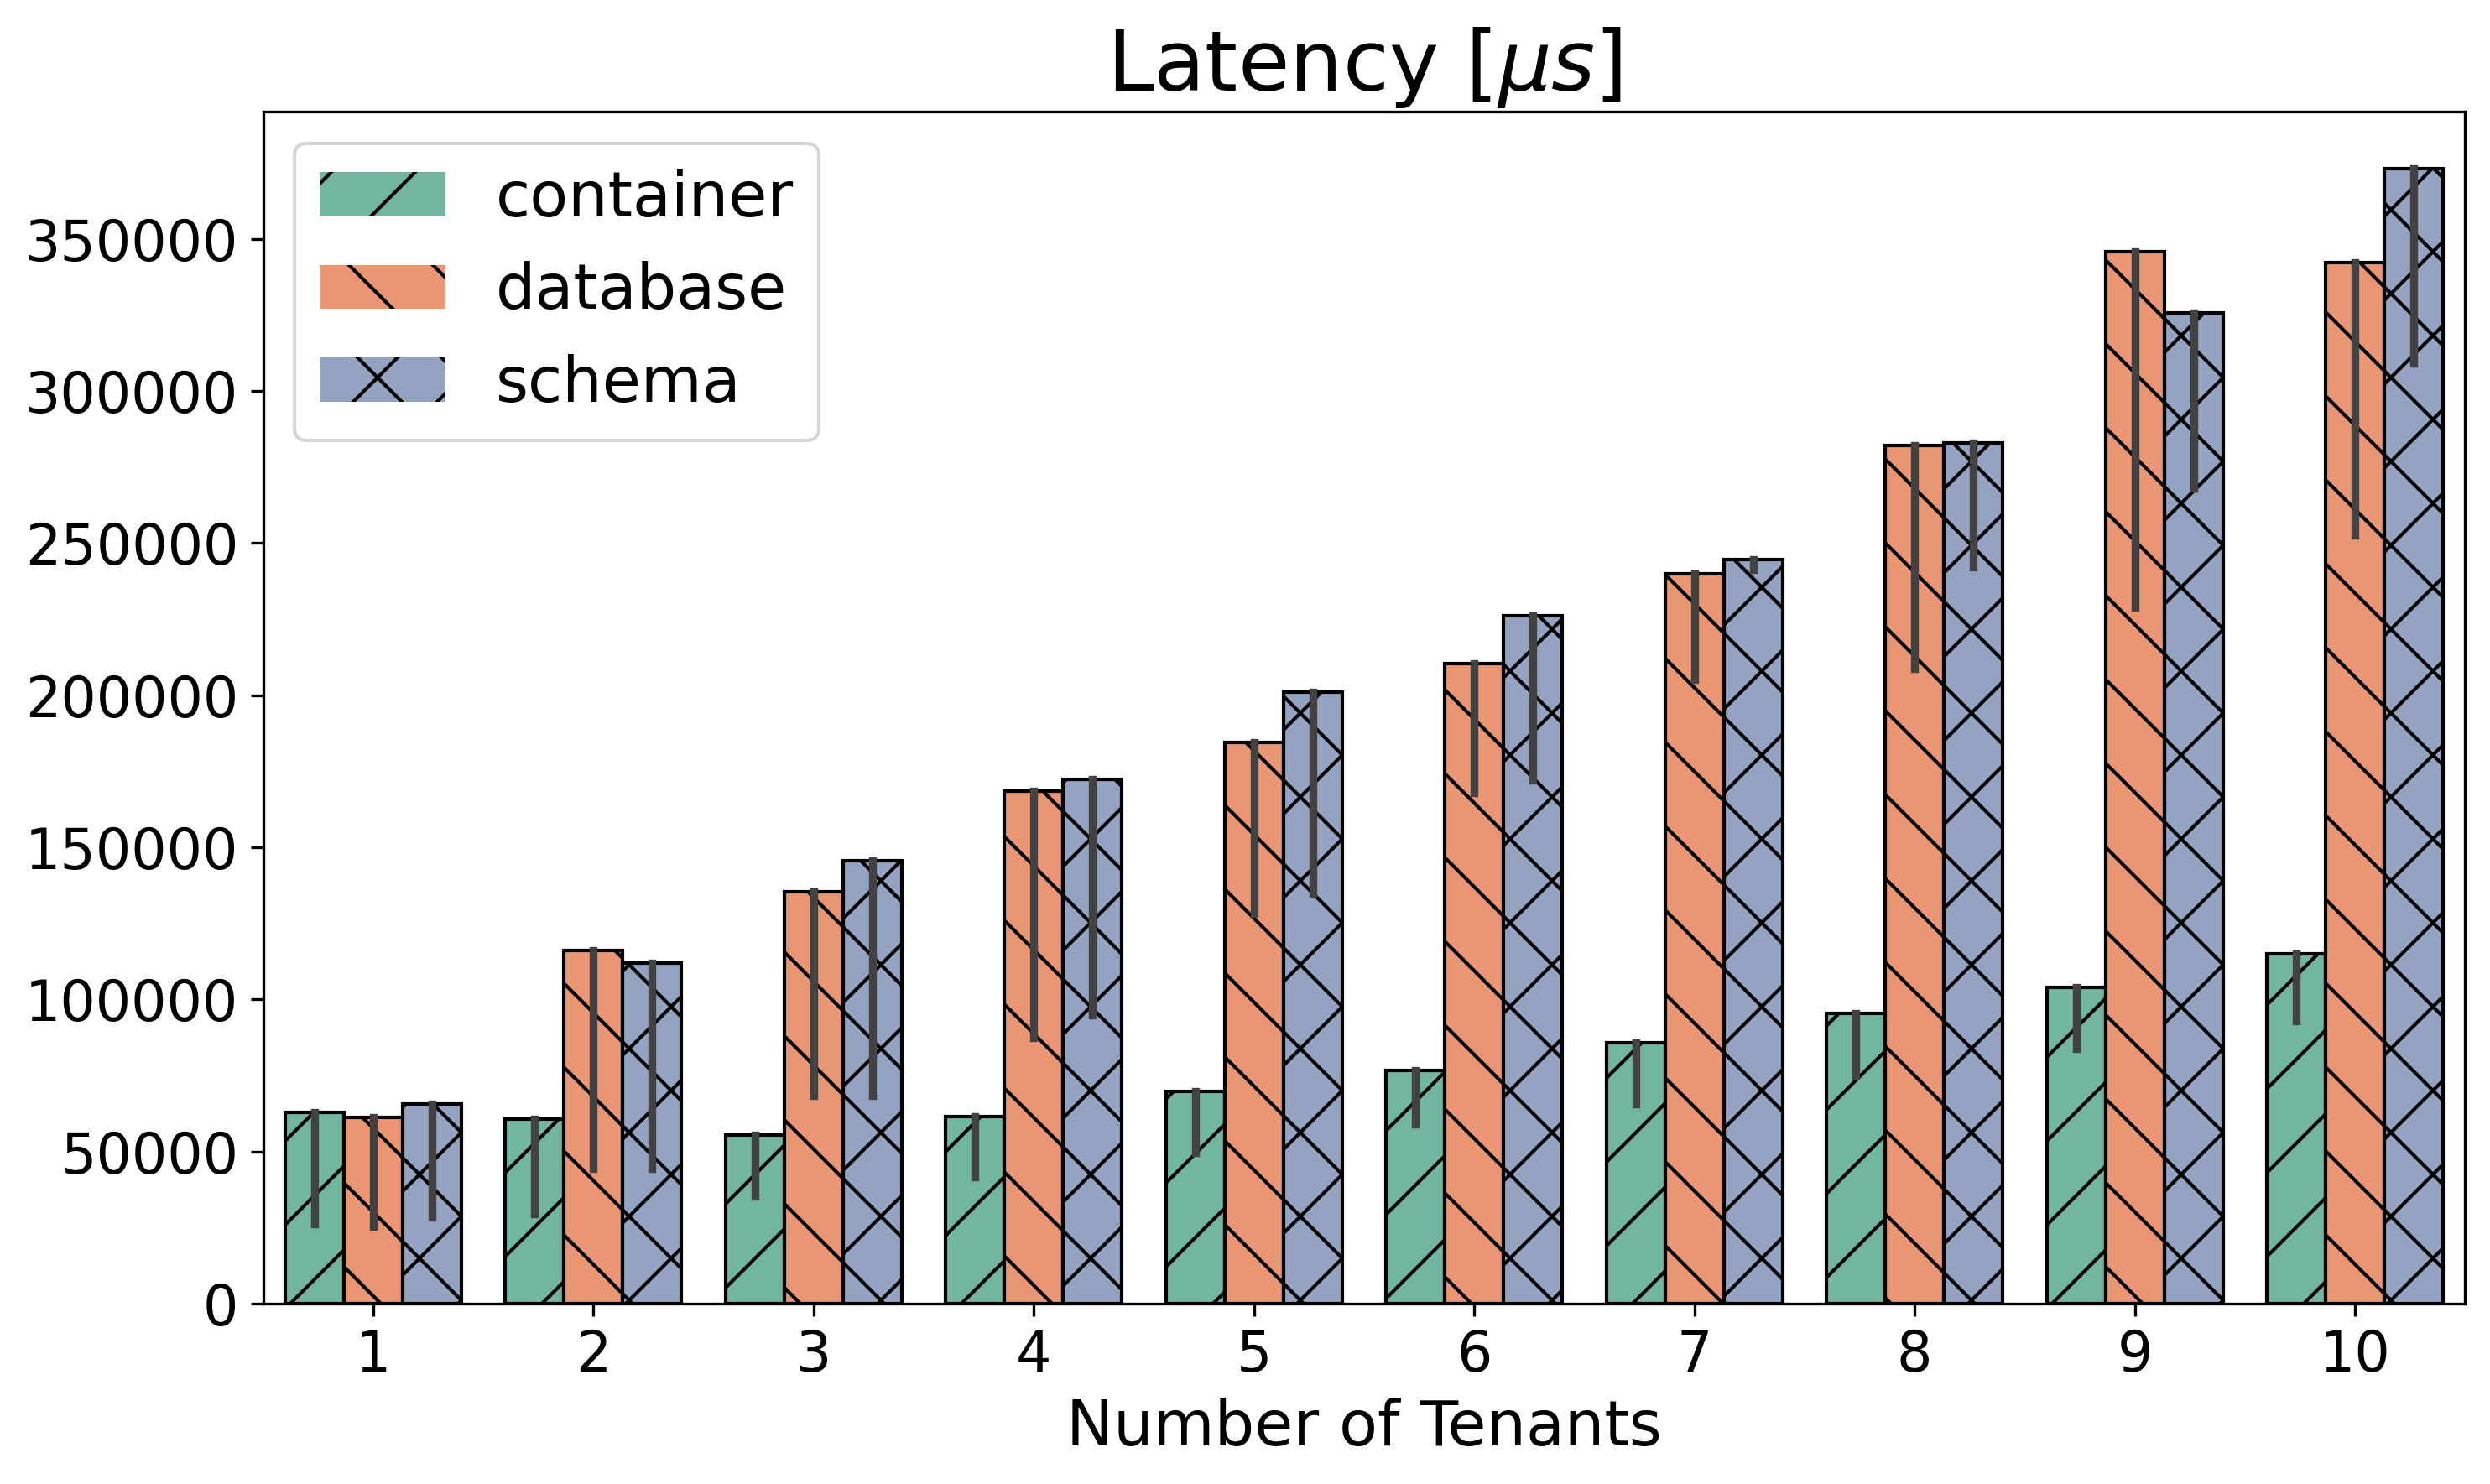 Latency [μs]
container
database
schema
350000
300000
250000
200000
150000
100000
50000
0
1 2 3 4 5 6 7 8 9 10
Number of Tenants